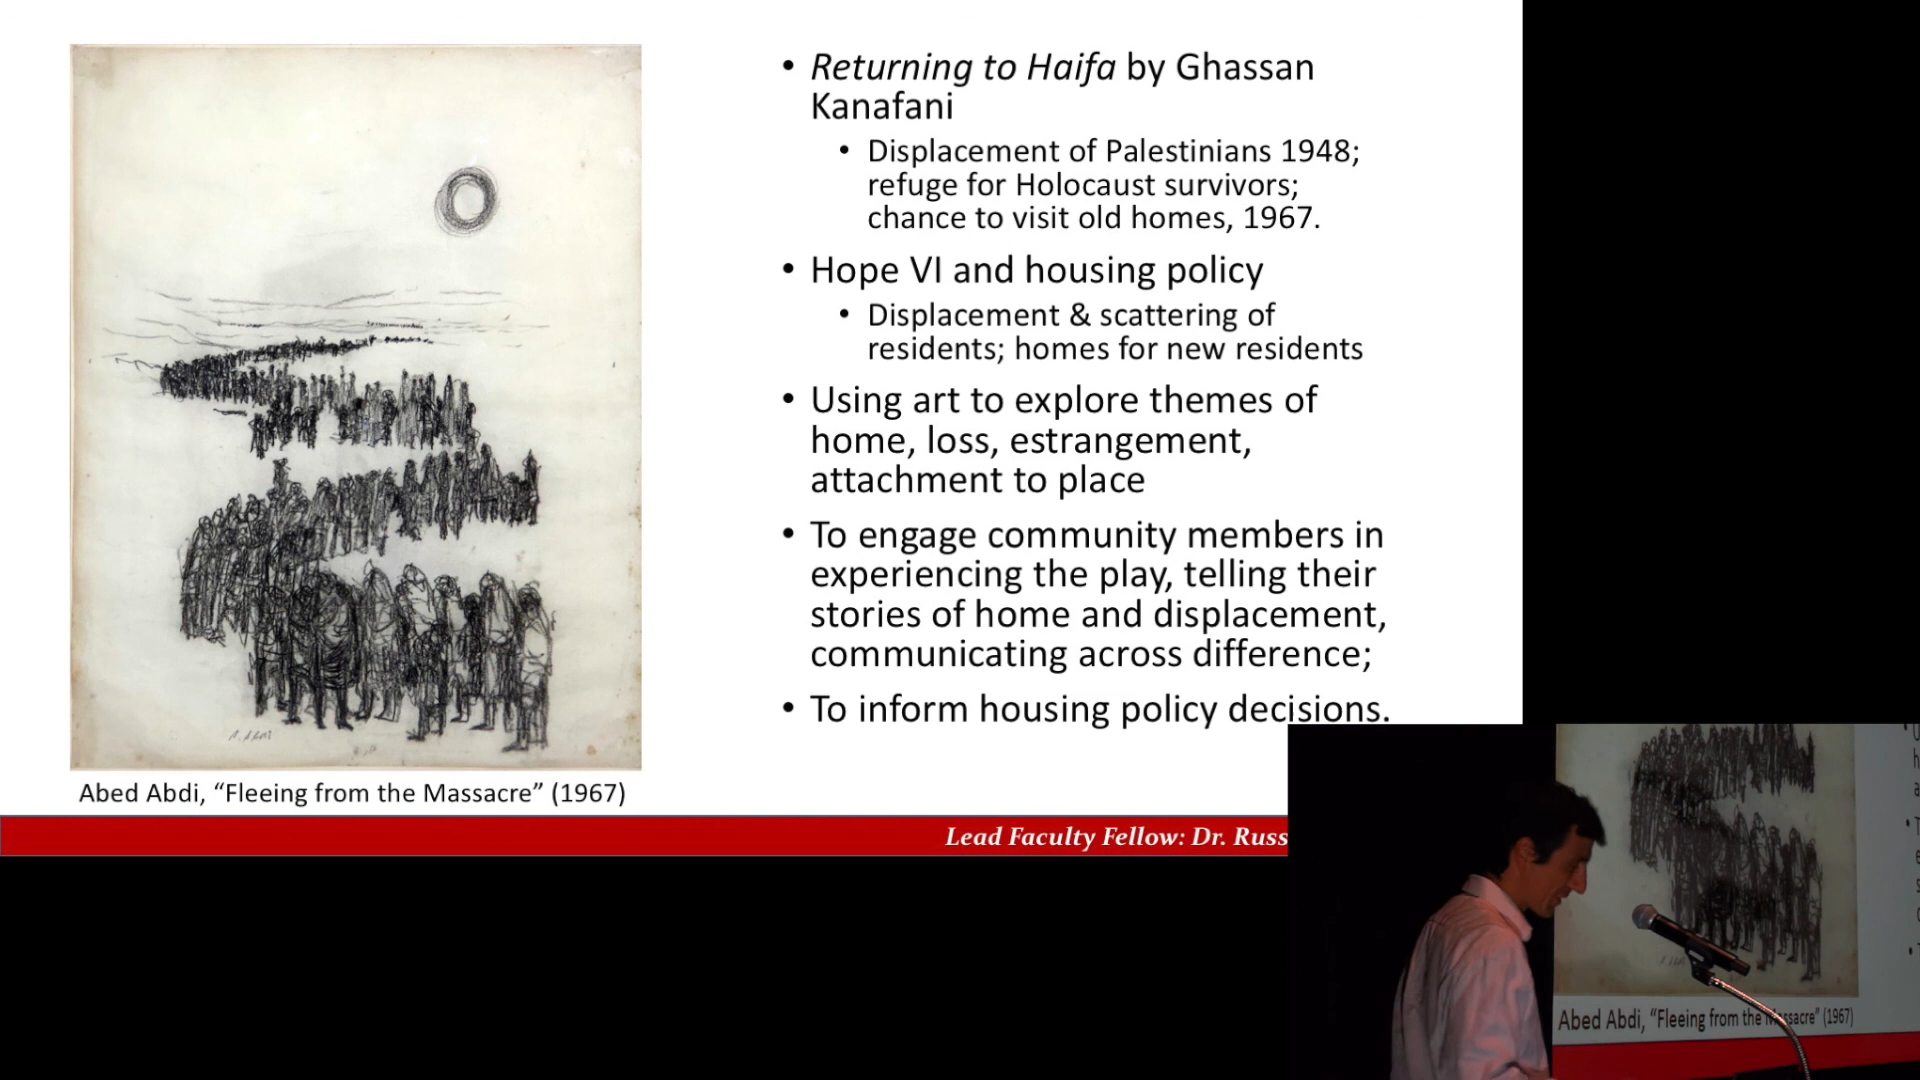 • Returning to Haifa by Ghassan
Kanafani
• Displacement of Palestinians 1948;
refuge for Holocaust survivors;
chance to visit old homes, 1967.
• Hope VI and housing policy
• Displacement & scattering of
residents; homes for new residents
• Using art to explore themes of
home, loss, estrangement,
attachment to place
• To engage community members in
experiencing the play, telling their
stories of home and displacement,
communicating across difference;
• To inform housing policy decisions.
Abed Abdi, “Fleeing from the Massacre” (1967)
Lead Faculty Fellow: Dr. Russ
Abed Abdi, “Fleeing from the Massacre” (1967)